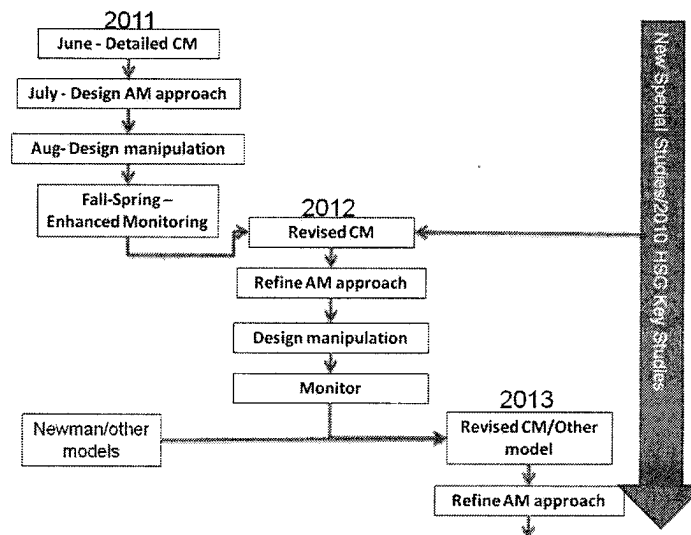 2011
June - Detailed CM
July - Design AM approach
Aug- Design manipulation
Fall-Spring –
Enhanced Monitoring
2012
Revised CM
Refine AM approach
Design manipulation
Monitor
Newman/other
models
2013
Revised CM/Other
model
Refine AM approach
New Special Studies/2010 HSG Key Studies